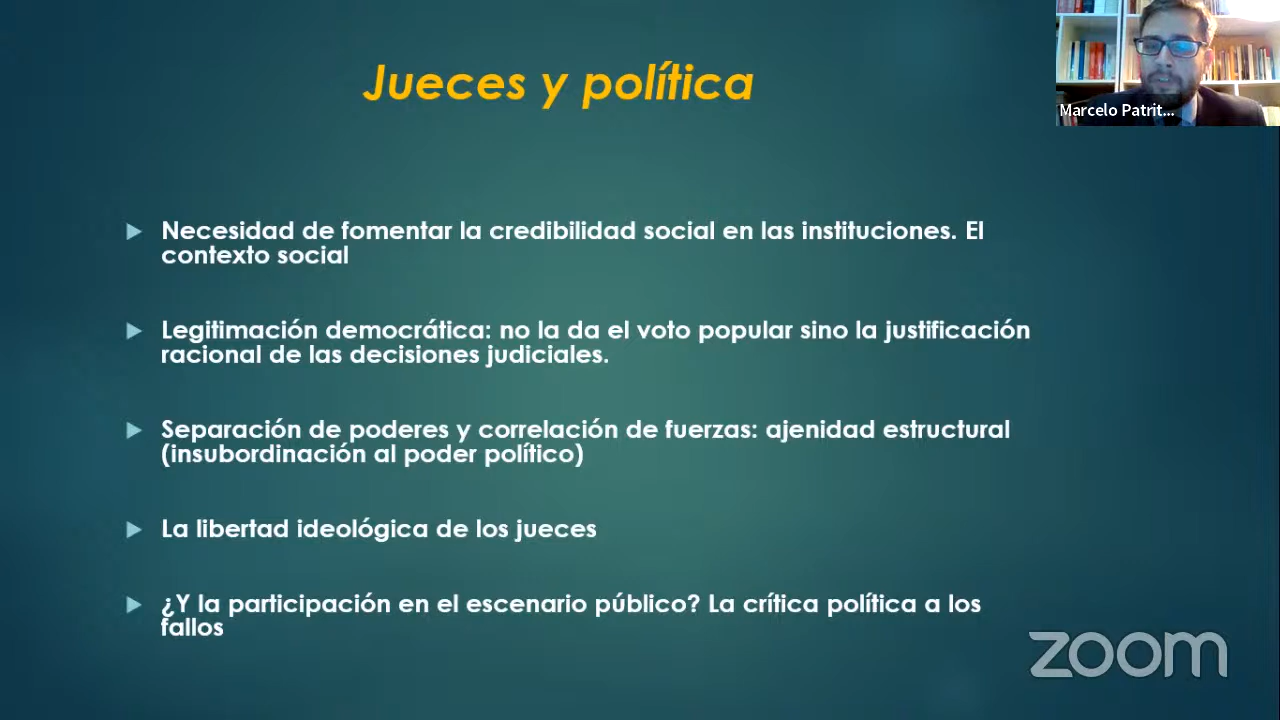 Jueces y política
Marcelo Patrit...
Necesidad de fomentar la credibilidad social en las instituciones. El
contexto social
Legitimación democrática: no la da el voto popular sino la justificación
racional de las decisiones judiciales.
Separación de poderes y correlación de fuerzas: ajenidad estructural
(insubordinación al poder político)
La libertad ideológica de los jueces
¿Y la participación en el escenario público? La crítica política a los
fallos
zoom